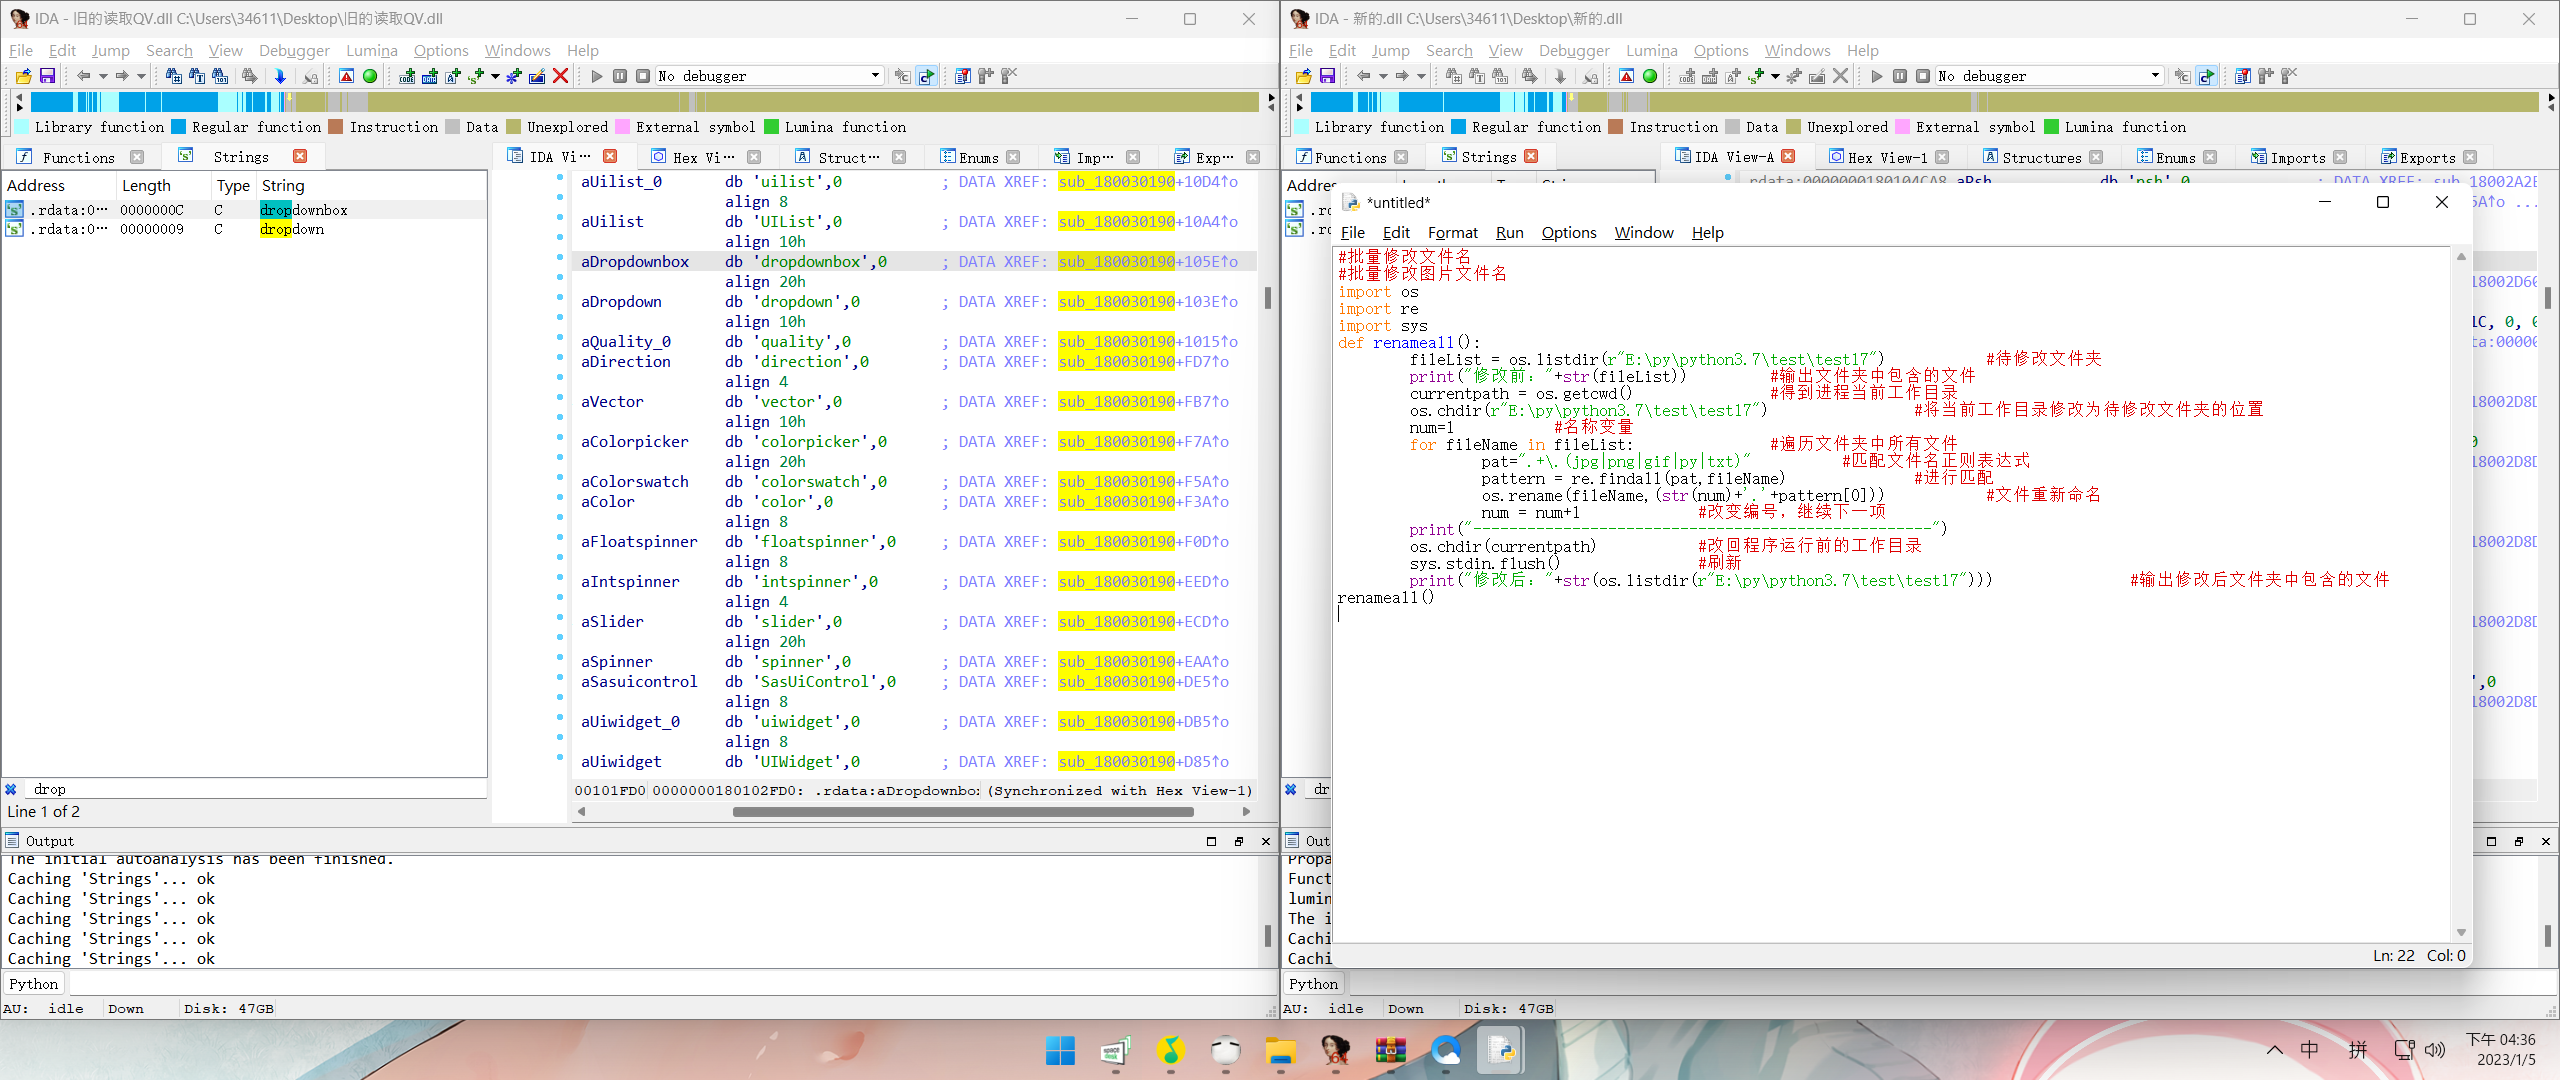 IDA - 旧的读取QV.dll C:\Users\34611\Desktop\旧的读取QV.dll
File Edit Jump Search View Debugger Lumina Options Windows Help
No debugger
Library function Regular function Instruction Data Unexplored External symbol Lumina function
Functions Strings IDA Vi··· Hex Vi··· Struct··· Enums Imp··· Exp···
Address Length Type String
.rdata:0··· 0000000C C dropdownbox
.rdata:0··· 00000009 C dropdown
drop
Line 1 of 2
aUilist_0 db 'uilist',0 ; DATA XREF: sub_180030190+10D4↑o
align 8
aUilist db 'UIList',0 ; DATA XREF: sub_180030190+10A4↑o
align 10h
aDropdownbox db 'dropdownbox',0 ; DATA XREF: sub_180030190+105E↑o
align 20h
aDropdown db 'dropdown',0 ; DATA XREF: sub_180030190+103E↑o
align 10h
aQuality_0 db 'quality',0 ; DATA XREF: sub_180030190+1015↑o
aDirection db 'direction',0 ; DATA XREF: sub_180030190+FD7↑o
align 4
aVector db 'vector',0 ; DATA XREF: sub_180030190+FB7↑o
align 10h
aColorpicker db 'colorpicker',0 ; DATA XREF: sub_180030190+F7A↑o
align 20h
aColorswatch db 'colorswatch',0 ; DATA XREF: sub_180030190+F5A↑o
aColor db 'color',0 ; DATA XREF: sub_180030190+F3A↑o
align 8
aFloatspinner db 'floatspinner',0 ; DATA XREF: sub_180030190+F0D↑o
align 8
aIntspinner db 'intspinner',0 ; DATA XREF: sub_180030190+EED↑o
align 4
aSlider db 'slider',0 ; DATA XREF: sub_180030190+ECD↑o
align 20h
aSpinner db 'spinner',0 ; DATA XREF: sub_180030190+EAA↑o
aSasuicontrol db 'SasUiControl',0 ; DATA XREF: sub_180030190+DE5↑o
align 8
aUiwidget_0 db 'uiwidget',0 ; DATA XREF: sub_180030190+DB5↑o
align 8
aUiwidget db 'UIWidget',0 ; DATA XREF: sub_180030190+D85↑o
00101FD0 0000000180102FD0: .rdata:aDropdownbo (Synchronized with Hex View-1)
Output
The initial autoanalysis has been finished.
Caching 'Strings'... ok
Caching 'Strings'... ok
Caching 'Strings'... ok
Caching 'Strings'... ok
Caching 'Strings'... ok
Python
AU: idle Down Disk: 47GB
IDA - 新的.dll C:\Users\34611\Desktop\新的.dll
File Edit Jump Search View Debugger Lumina Options Windows Help
No debugger
Library function Regular function Instruction Data Unexplored External symbol Lumina function
Functions Strings IDA View-A Hex View-1 Structures Enums Imports Exports
*untitled*
File Edit Format Run Options Window Help
#批量修改文件名
#批量修改图片文件名
import os
import re
import sys
def renameall():
fileList = os.listdir(r"E:\py\python3.7\test\test17") #待修改文件夹
print("修改前："+str(fileList)) #输出文件夹中包含的文件
currentpath = os.getcwd() #得到进程当前工作目录
os.chdir(r"E:\py\python3.7\test\test17") #将当前工作目录修改为待修改文件夹的位置
num=1 #名称变量
for fileName in fileList: #遍历文件夹中所有文件
pat=".+\.(jpg|png|gif|py|txt)" #匹配文件名正则表达式
pattern = re.findall(pat,fileName) #进行匹配
os.rename(fileName,(str(num)+'.'+pattern[0])) #文件重新命名
num = num+1 #改变编号，继续下一项
print("---------------------------------------------------")
os.chdir(currentpath) #改回程序运行前的工作目录
sys.stdin.flush() #刷新
print("修改后："+str(os.listdir(r"E:\py\python3.7\test\test17"))) #输出修改后文件夹中包含的文件
renameall()
Ln: 22 Col: 0
Python
AU: idle Down Disk: 47GB
中 拼 下午 04:36
2023/1/5